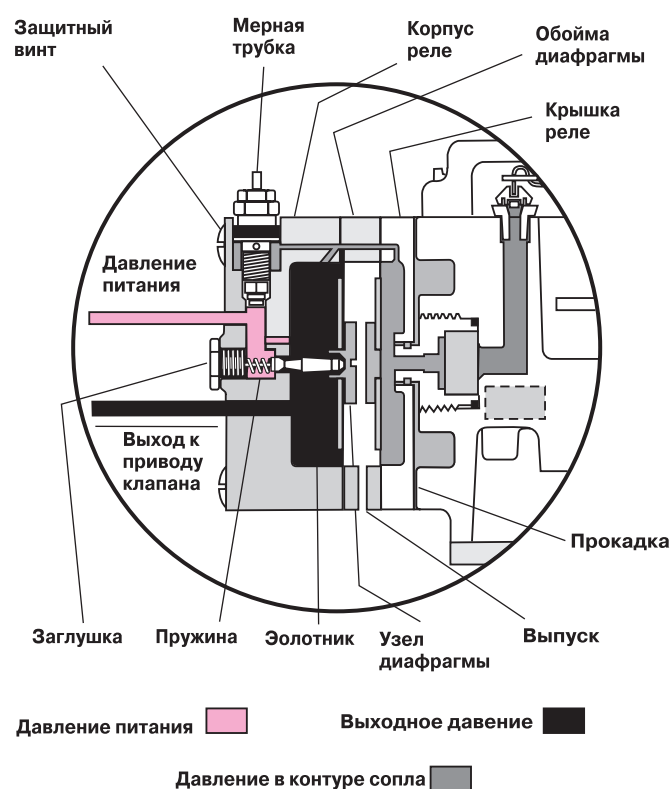 Защитный
винт
Мерная
трубка
Корпус
реле
Обойма
диафрагмы
Крышка
реле
Давление
питания
Выход к
приводу
клапана
Прокадка
Заглушка
Пружина
Эолотник
Узел
диафрагмы
Выпуск
Давление питания
Выходное давение
Давление в контуре сопла